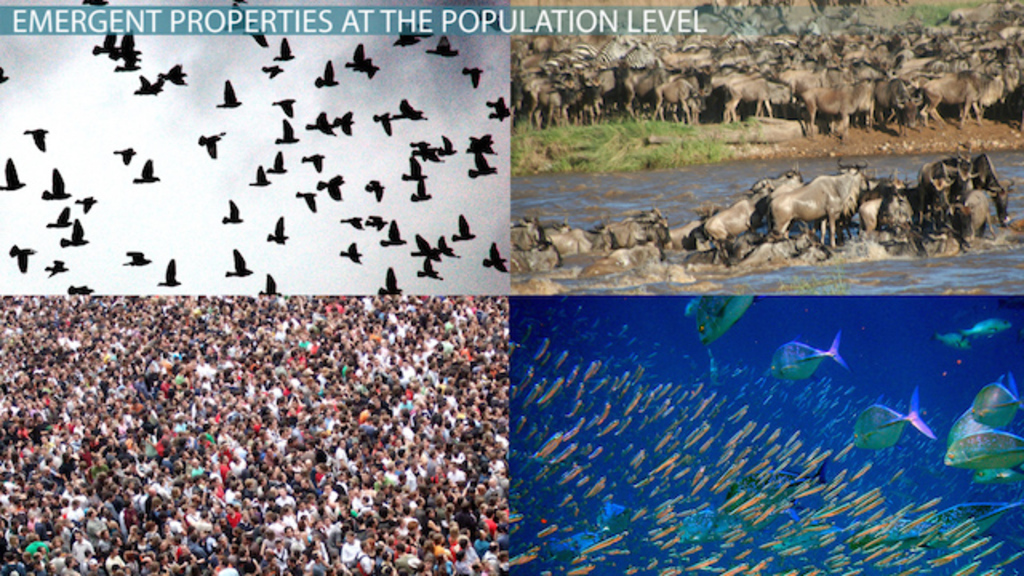 EMERGENT PROPERTIES AT THE POPULATION LEVEL